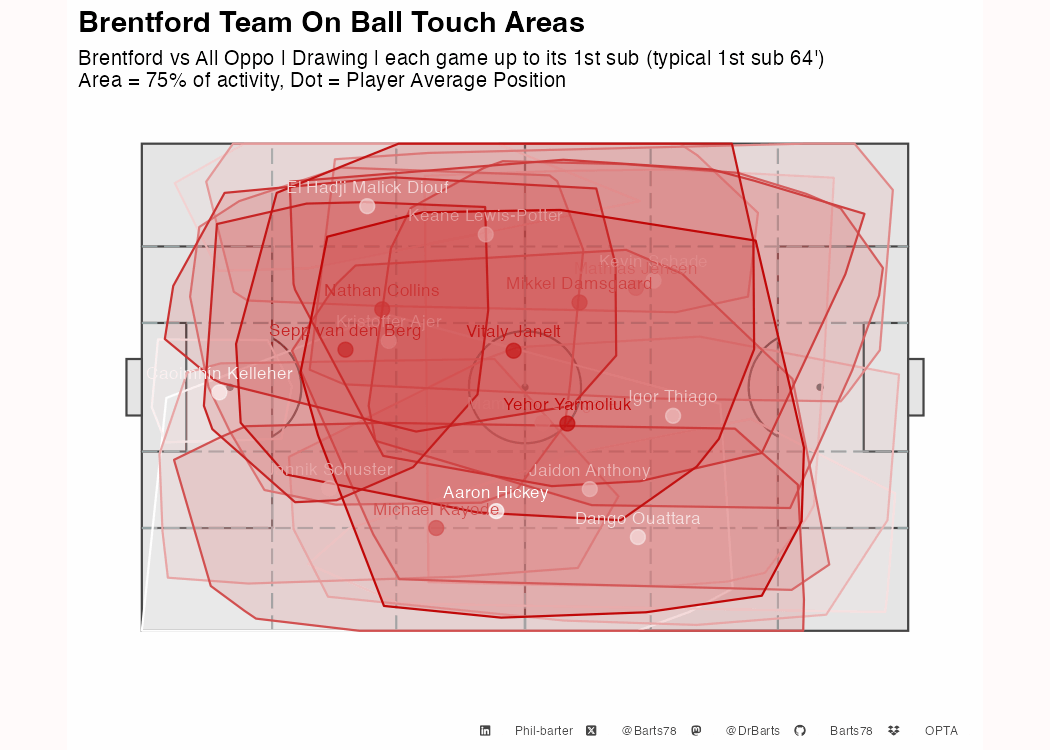 Brentford Team On Ball Touch Areas
Brentford vs All Oppo | Drawing | each game up to its 1st sub (typical 1st sub 64')
Area = 75% of activity, Dot = Player Average Position
El Hadji Malick Diouf
Keane Lewis-Potter
Kevin Schade
Mathias Jensen
Mikkel Damsgaard
Nathan Collins
Kristoffer Ajer
Sepp van den Berg
Vitaly Janelt
Caoimhín Kelleher
Igor Thiago
Yehor Yarmoliuk
Jannik Schuster
Jaidon Anthony
Aaron Hickey
Michael Kayode
Dango Ouattara
Phil-barter @Barts78 @DrBarts Barts78 OPTA